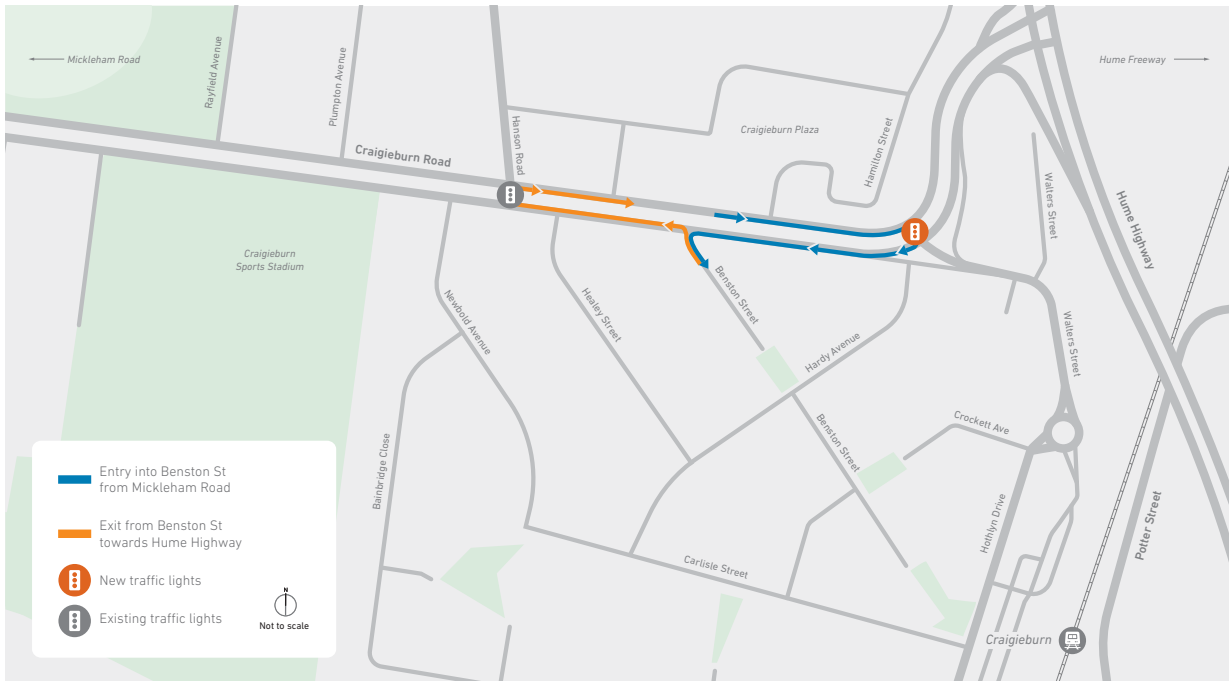 Mickleham Road
Hume Freeway
Rayfield Avenue
Plumpton Avenue
Hanson Road
Craigieburn Plaza
Hamilton Street
Craigieburn Road
Walters Street
Hume Highway
Craigieburn
Sports Stadium
Newbold Avenue
Healey Street
Benston Street
Hardy Avenue
Walters Street
Crockett Ave
Benston Street
Bainbridge Close
Hothlyn Drive
Potter Street
Carlisle Street
Craigieburn
Entry into Benston St
from Mickleham Road
Exit from Benston St
towards Hume Highway
New traffic lights
Existing traffic lights
N
Not to scale